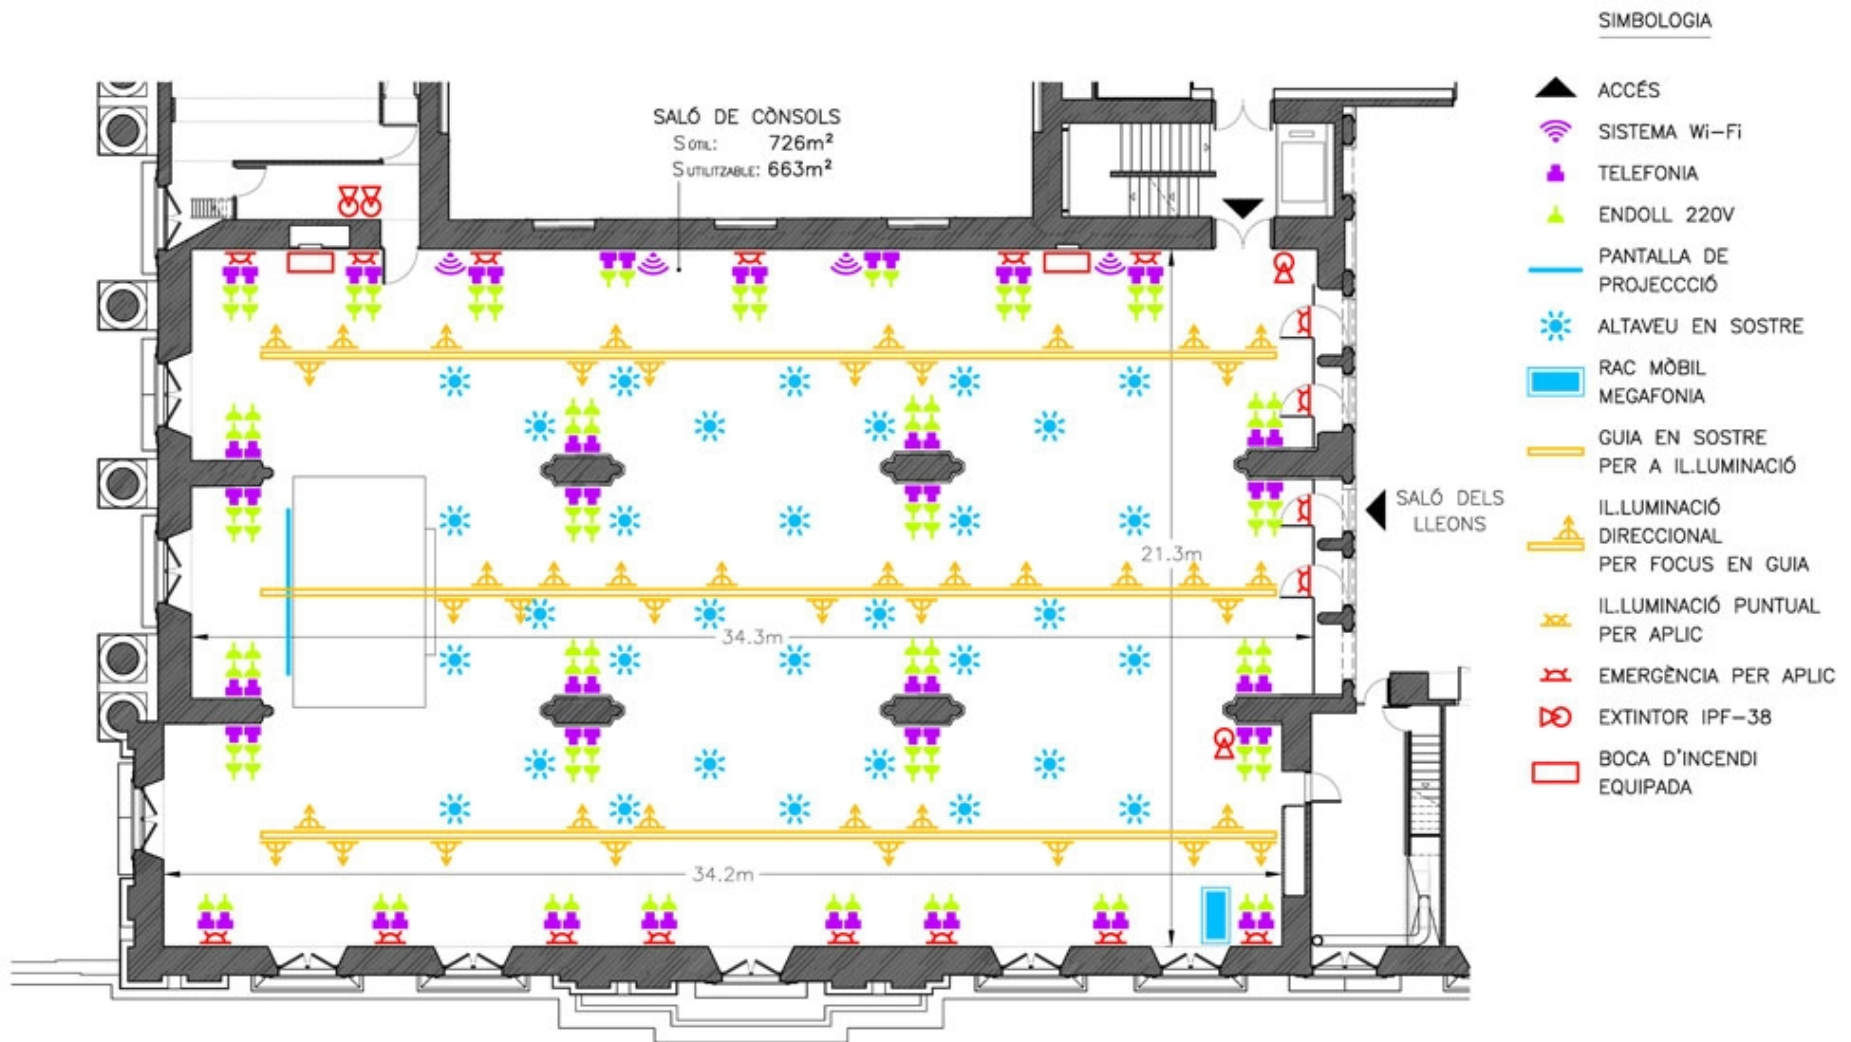 SALÓ DE CÒNSOLS
SÚTIL: 726m²
SUTILITZABLE: 663m²
21.3m
34.3m
34.2m
SALÓ DELS
LLEONS
SIMBOLOGIA
ACCÉS
SISTEMA Wi-Fi
TELEFONIA
ENDOLL 220V
PANTALLA DE
PROJECCCIÓ
ALTAVEU EN SOSTRE
RAC MÒBIL
MEGAFONIA
GUIA EN SOSTRE
PER A IL.LUMINACIÓ
IL.LUMINACIÓ
DIRECCIONAL
PER FOCUS EN GUIA
IL.LUMINACIÓ PUNTUAL
PER APLIC
EMERGÈNCIA PER APLIC
EXTINTOR IPF-38
BOCA D'INCENDI
EQUIPADA